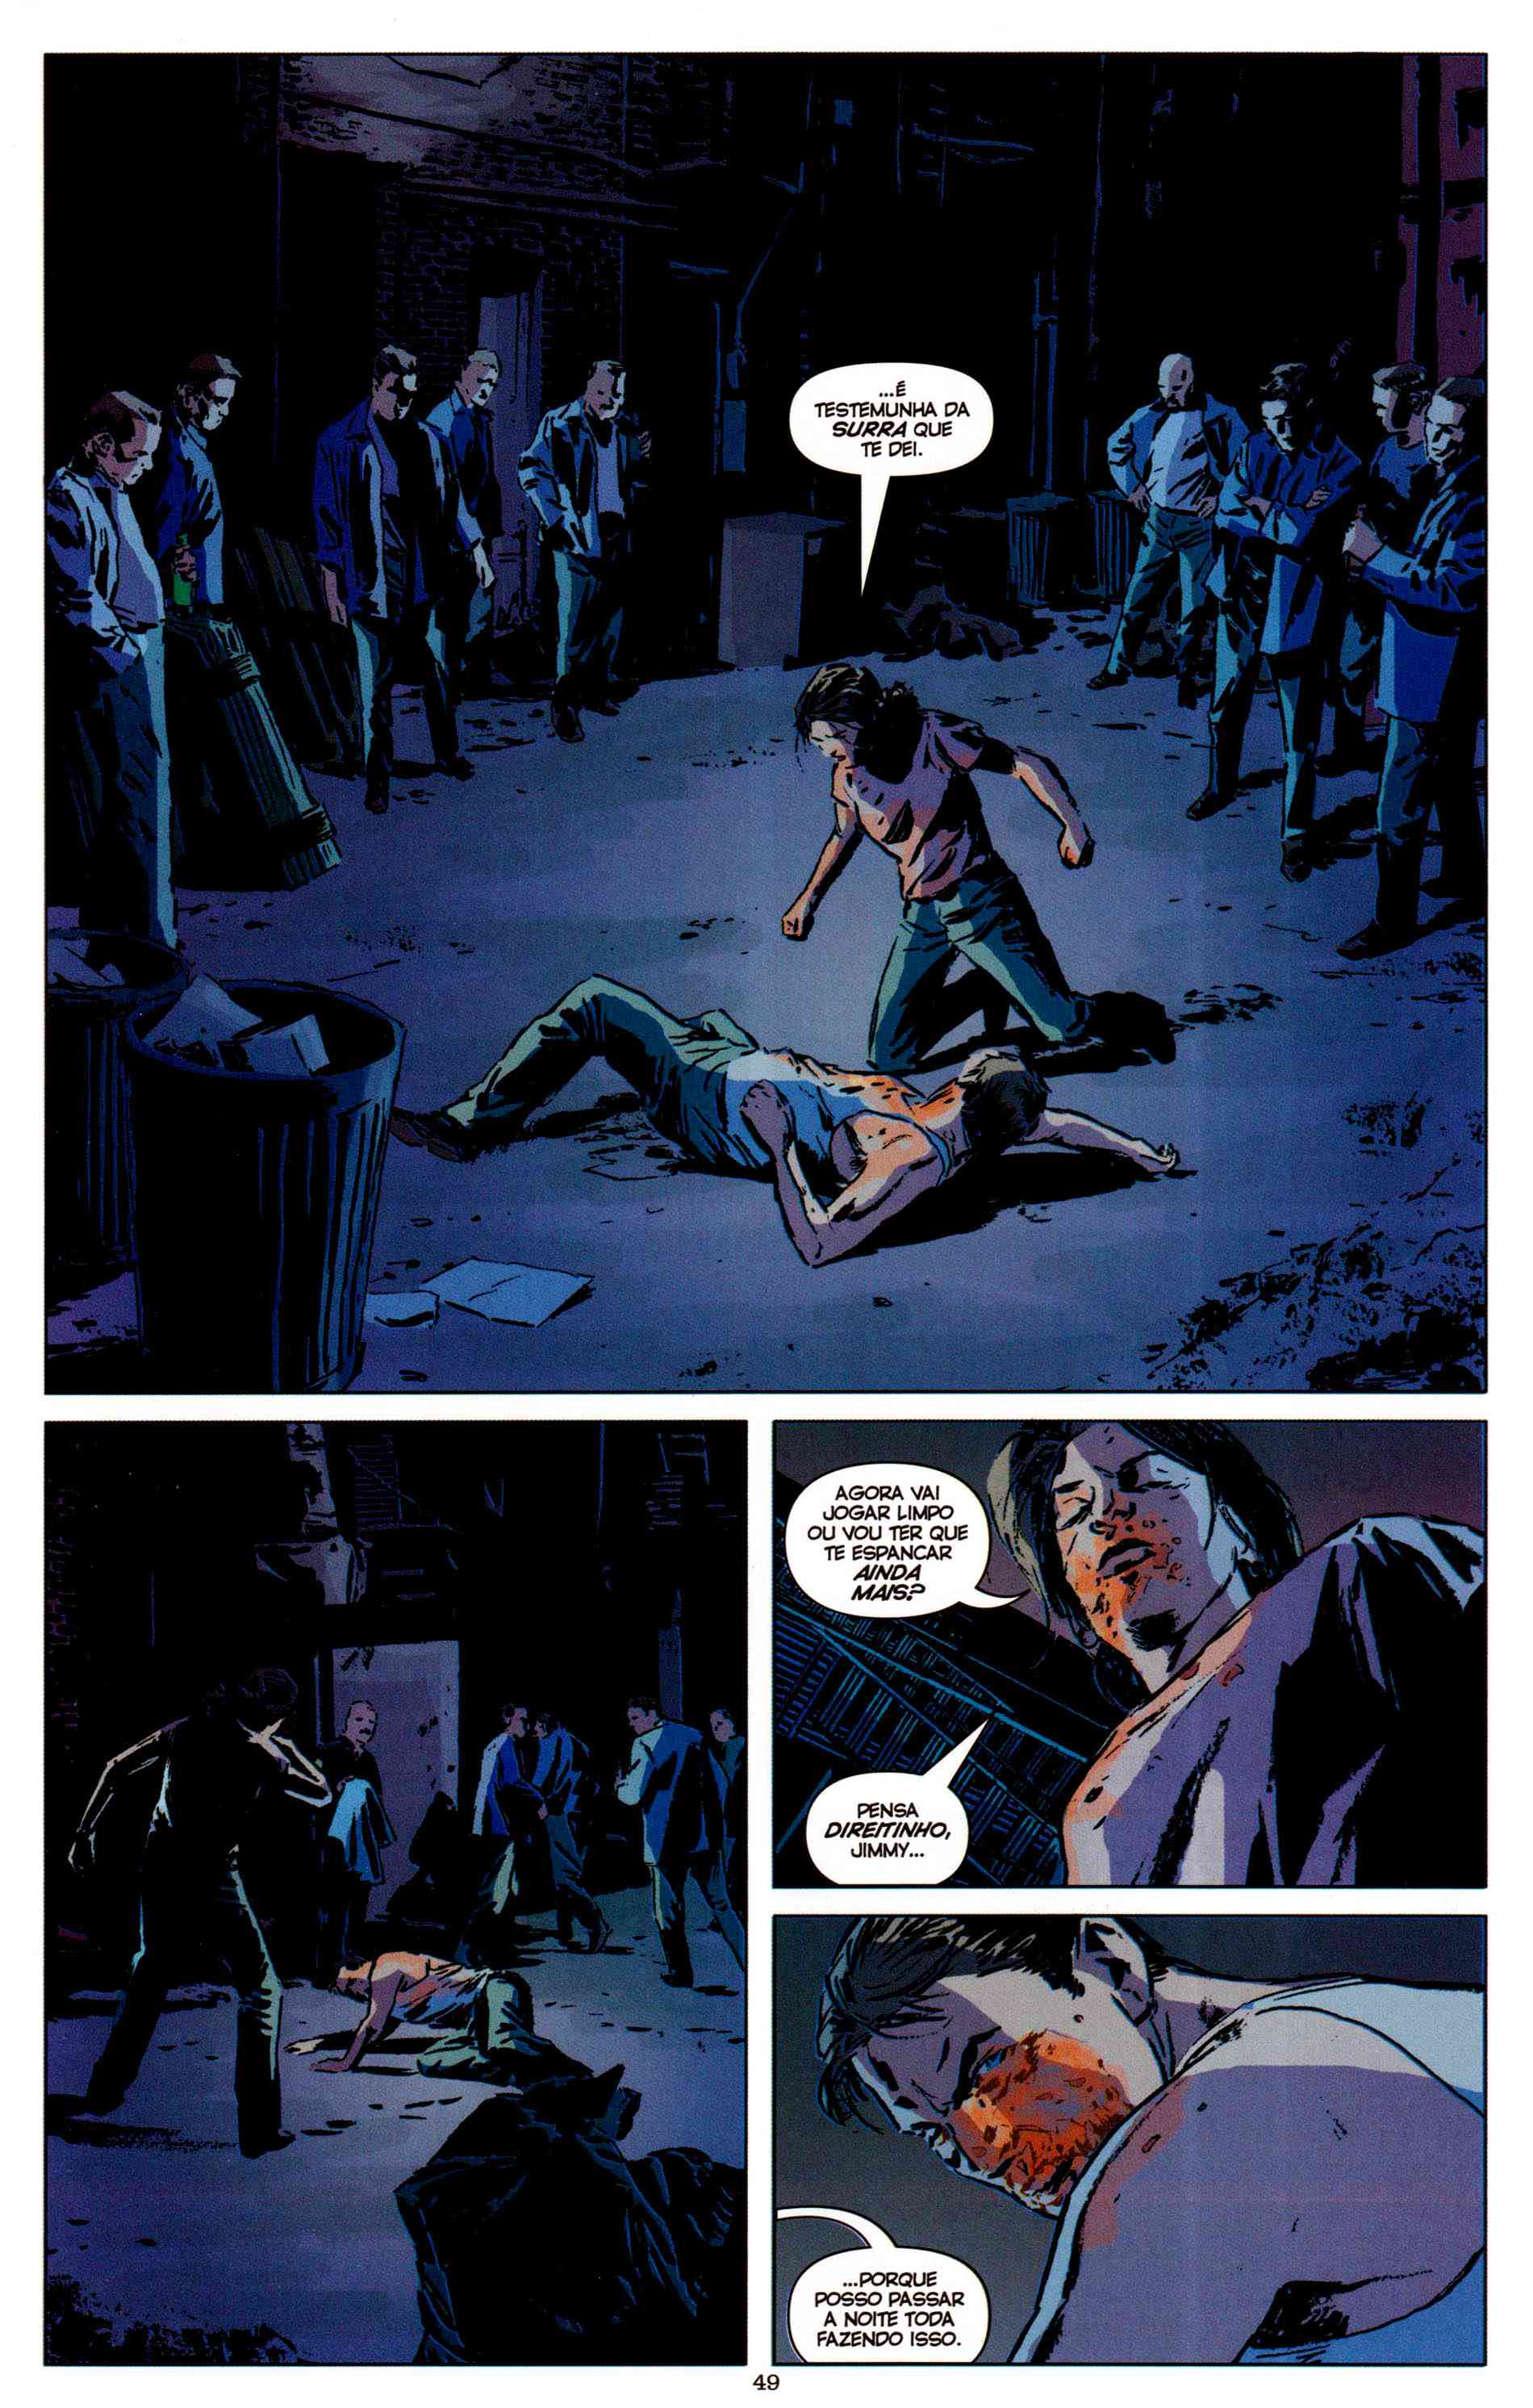 ...É
TESTEMUNHA DA
SURRA QUE
TE DEI.
AGORA VAI
JOGAR LIMPO
OU VOU TER QUE
TE ESPANCAR
AINDA
MAIS?
PENSA
DIREITINHO,
JIMMY...
...PORQUE
POSSO PASSAR
A NOITE TODA
FAZENDO ISSO.
49